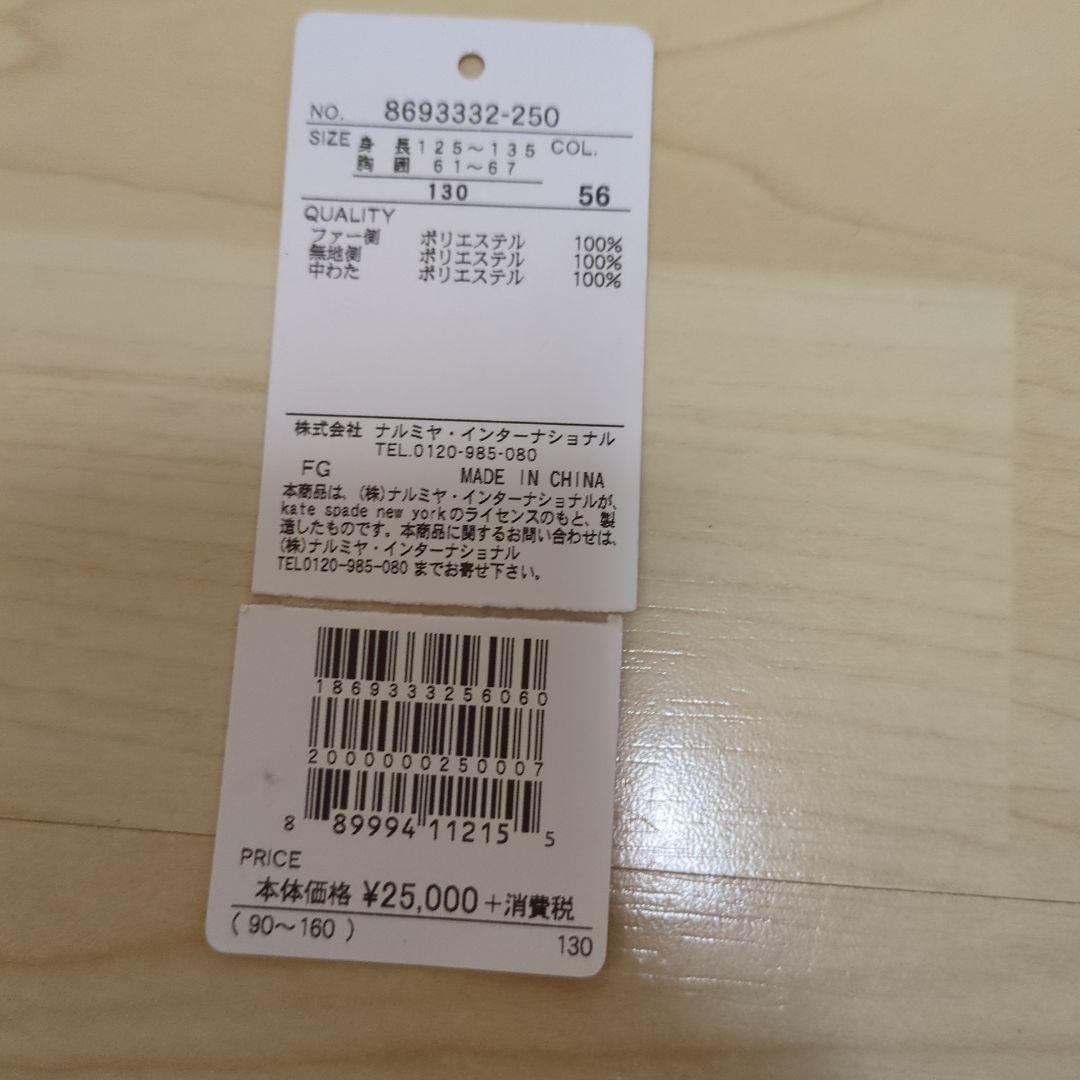 NO. 8693332-250
SIZE 身 長 125～135 COL.
胸 囲 61～67
130 56
QUALITY
ファー側 ポリエステル 100%
無地側 ポリエステル 100%
中わた ポリエステル 100%
株式会社 ナルミヤ・インターナショナル
TEL.0120-985-080
FG MADE IN CHINA
本商品は、(株)ナルミヤ・インターナショナルが、
kate spade new yorkのライセンスのもと、製
造したものです。本商品に関するお問い合わせは、
(株)ナルミヤ・インターナショナル
TEL0120-985-080 までお寄せ下さい。
1869333256060
2000000250007
8 89994 11215 5
PRICE
本体価格 ¥25,000+消費税
(90～160) 130